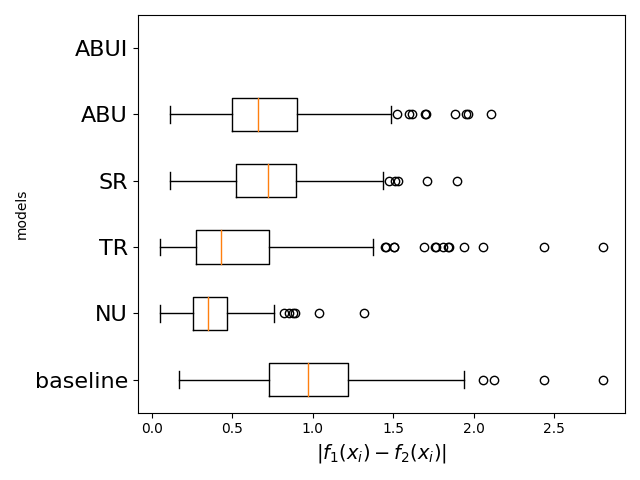 ABUI
ABU
SR
TR
NU
baseline
models
0.0 0.5 1.0 1.5 2.0 2.5
|f₁(xᵢ) − f₂(xᵢ)|